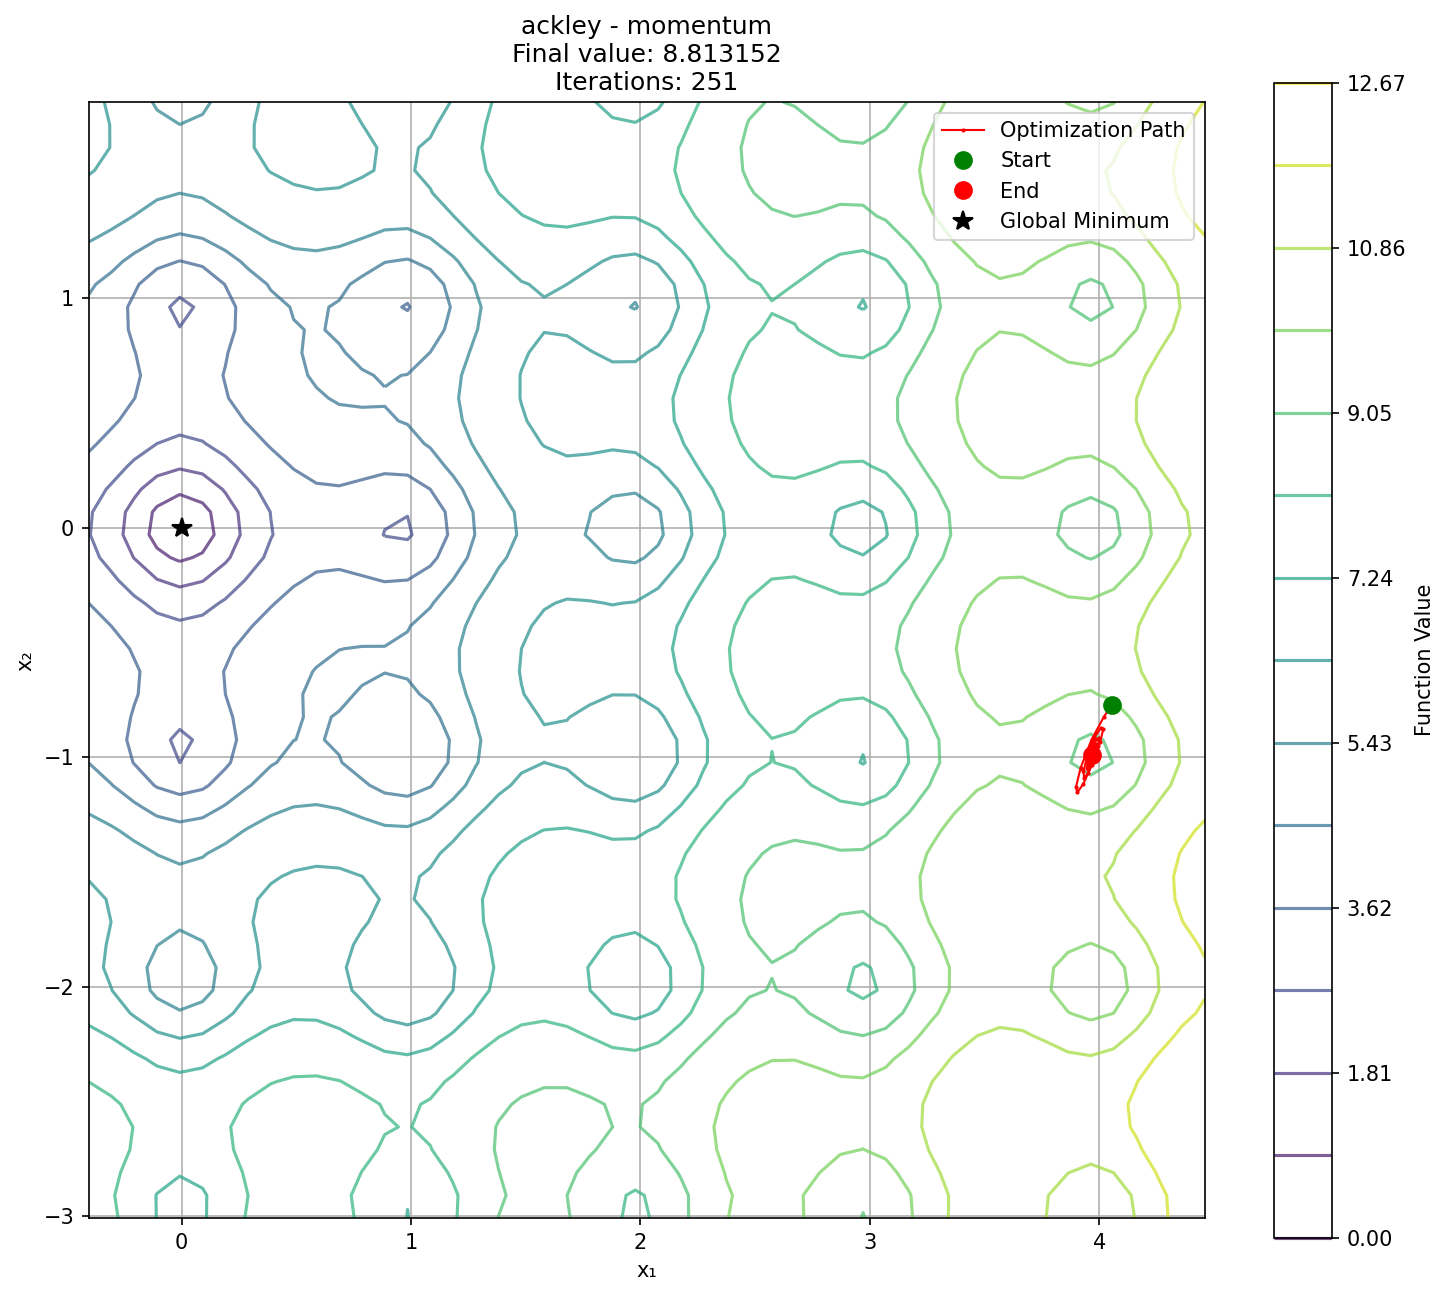 ackley - momentum
Final value: 8.813152
Iterations: 251
Optimization Path
Start
End
Global Minimum
1
0
−1
−2
−3
x₂
0
1
2
3
4
x₁
12.67
10.86
9.05
7.24
5.43
3.62
1.81
0.00
Function Value